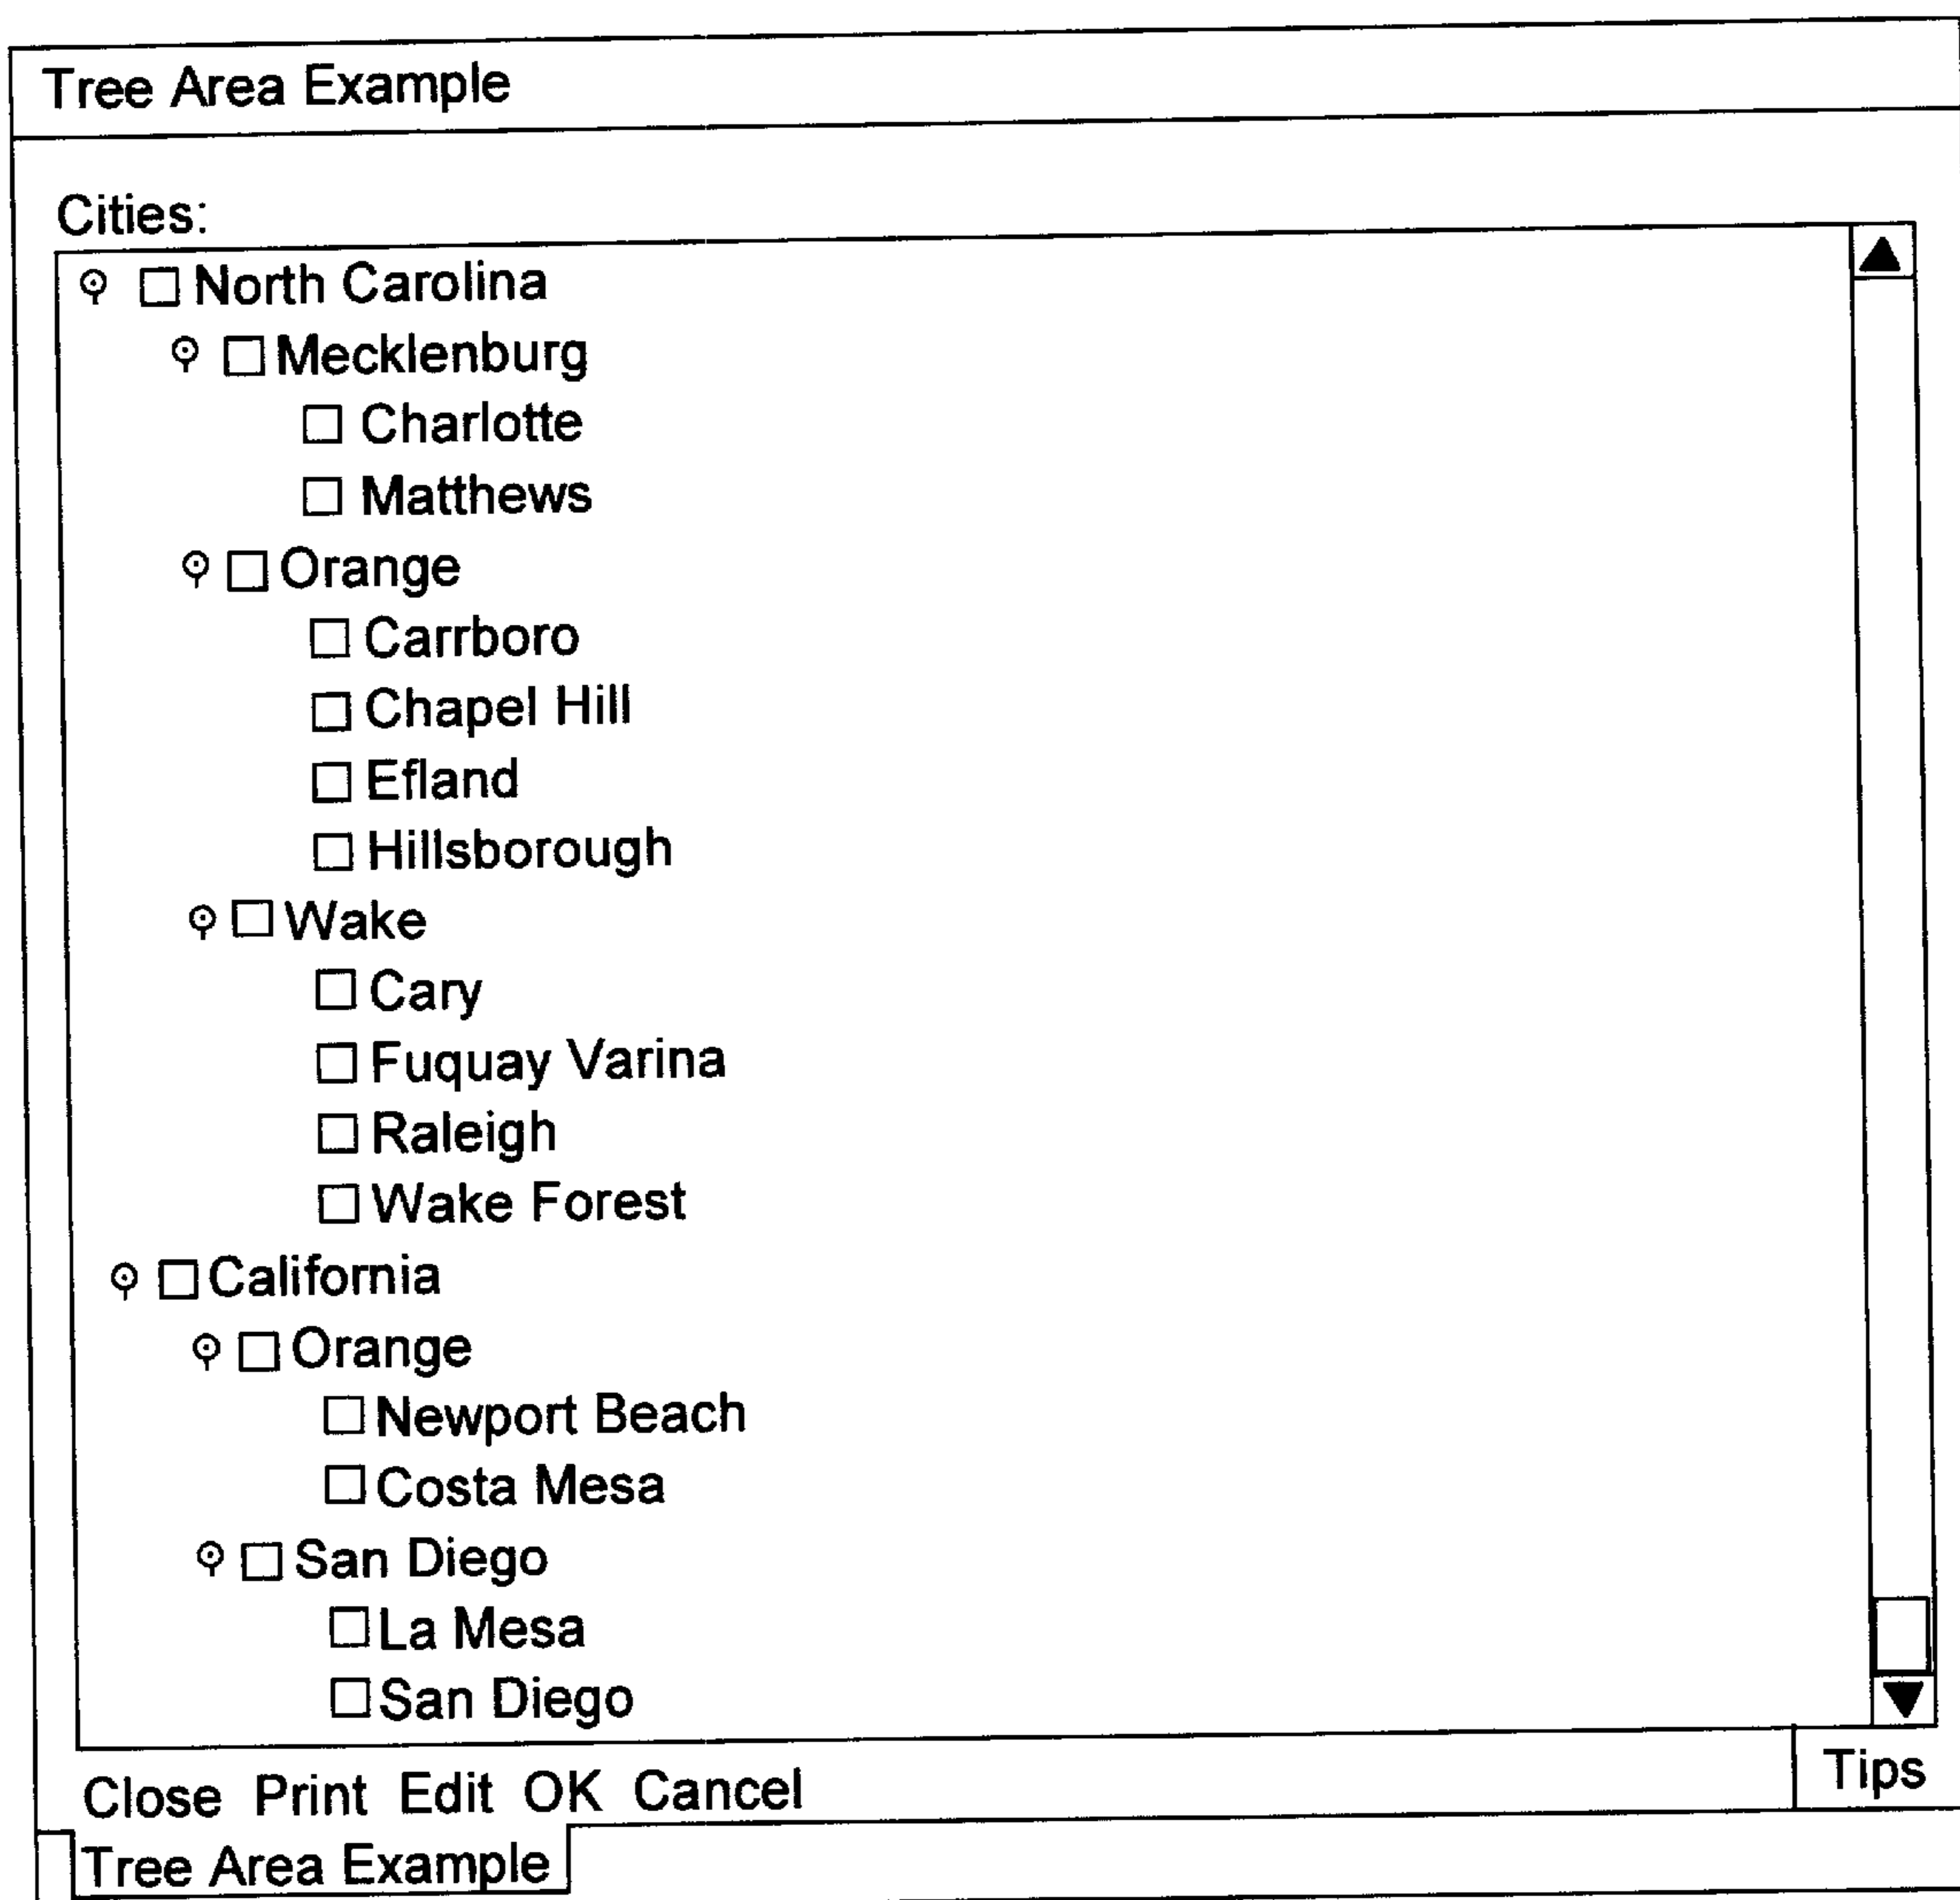 Tree Area Example
Cities:
North Carolina
Mecklenburg
Charlotte
Matthews
Orange
Carrboro
Chapel Hill
Efland
Hillsborough
Wake
Cary
Fuquay Varina
Raleigh
Wake Forest
California
Orange
Newport Beach
Costa Mesa
San Diego
La Mesa
San Diego
Close Print Edit OK Cancel Tips
Tree Area Example